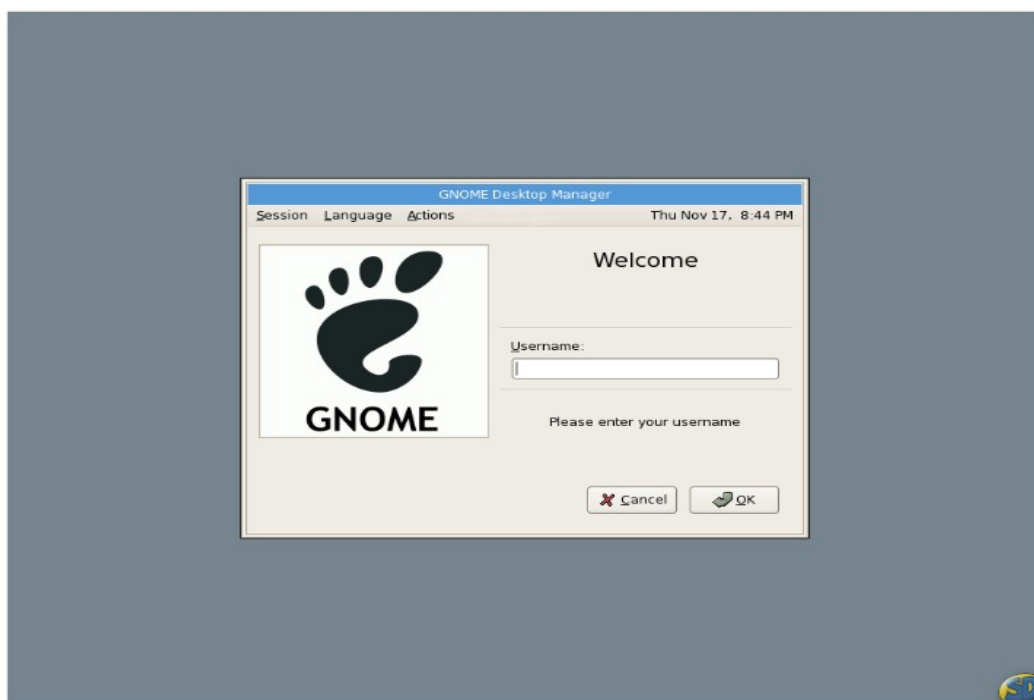 GNOME Desktop Manager
Session Language Actions Thu Nov 17, 8:44 PM
Welcome
Username:
GNOME
Please enter your username
Cancel OK